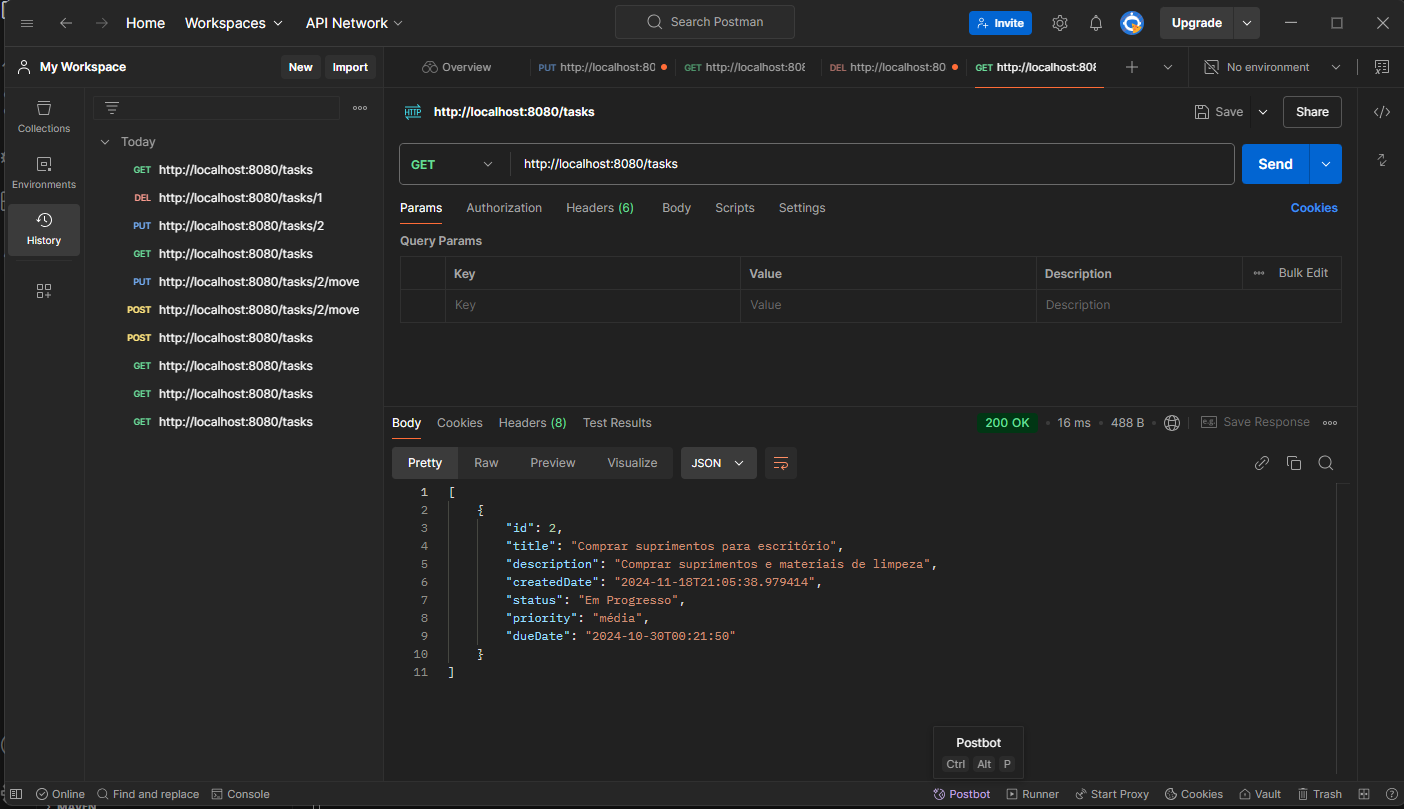 Home Workspaces API Network Search Postman Invite Upgrade
My Workspace New Import Overview PUT http://localhost:80 GET http://localhost:808 DEL http://localhost:80 GET http://localhost:808 No environment
Collections
Environments
History
Today
GET http://localhost:8080/tasks
DEL http://localhost:8080/tasks/1
PUT http://localhost:8080/tasks/2
GET http://localhost:8080/tasks
PUT http://localhost:8080/tasks/2/move
POST http://localhost:8080/tasks/2/move
POST http://localhost:8080/tasks
GET http://localhost:8080/tasks
GET http://localhost:8080/tasks
GET http://localhost:8080/tasks
HTTP http://localhost:8080/tasks Save Share
GET http://localhost:8080/tasks Send
Params Authorization Headers (6) Body Scripts Settings Cookies
Query Params
Key Value Description Bulk Edit
Key Value Description
Body Cookies Headers (8) Test Results 200 OK 16 ms 488 B Save Response
Pretty Raw Preview Visualize JSON
1 [
2 {
3 "id": 2,
4 "title": "Comprar suprimentos para escritório",
5 "description": "Comprar suprimentos e materiais de limpeza",
6 "createdDate": "2024-11-18T21:05:38.979414",
7 "status": "Em Progresso",
8 "priority": "média",
9 "dueDate": "2024-10-30T00:21:50"
10 }
11 ]
Postbot
Ctrl Alt P
Online Find and replace Console Postbot Runner Start Proxy Cookies Vault Trash
MAVEN